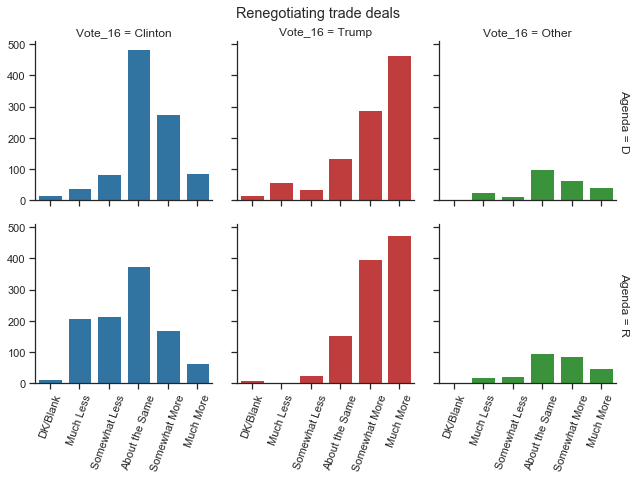 Renegotiating trade deals
Vote_16 = Clinton
Vote_16 = Trump
Vote_16 = Other
500
400
300
200
100
0
Agenda = D
500
400
300
200
100
0
Agenda = R
DK/Blank
Much Less
Somewhat Less
About the Same
Somewhat More
Much More
DK/Blank
Much Less
Somewhat Less
About the Same
Somewhat More
Much More
DK/Blank
Much Less
Somewhat Less
About the Same
Somewhat More
Much More